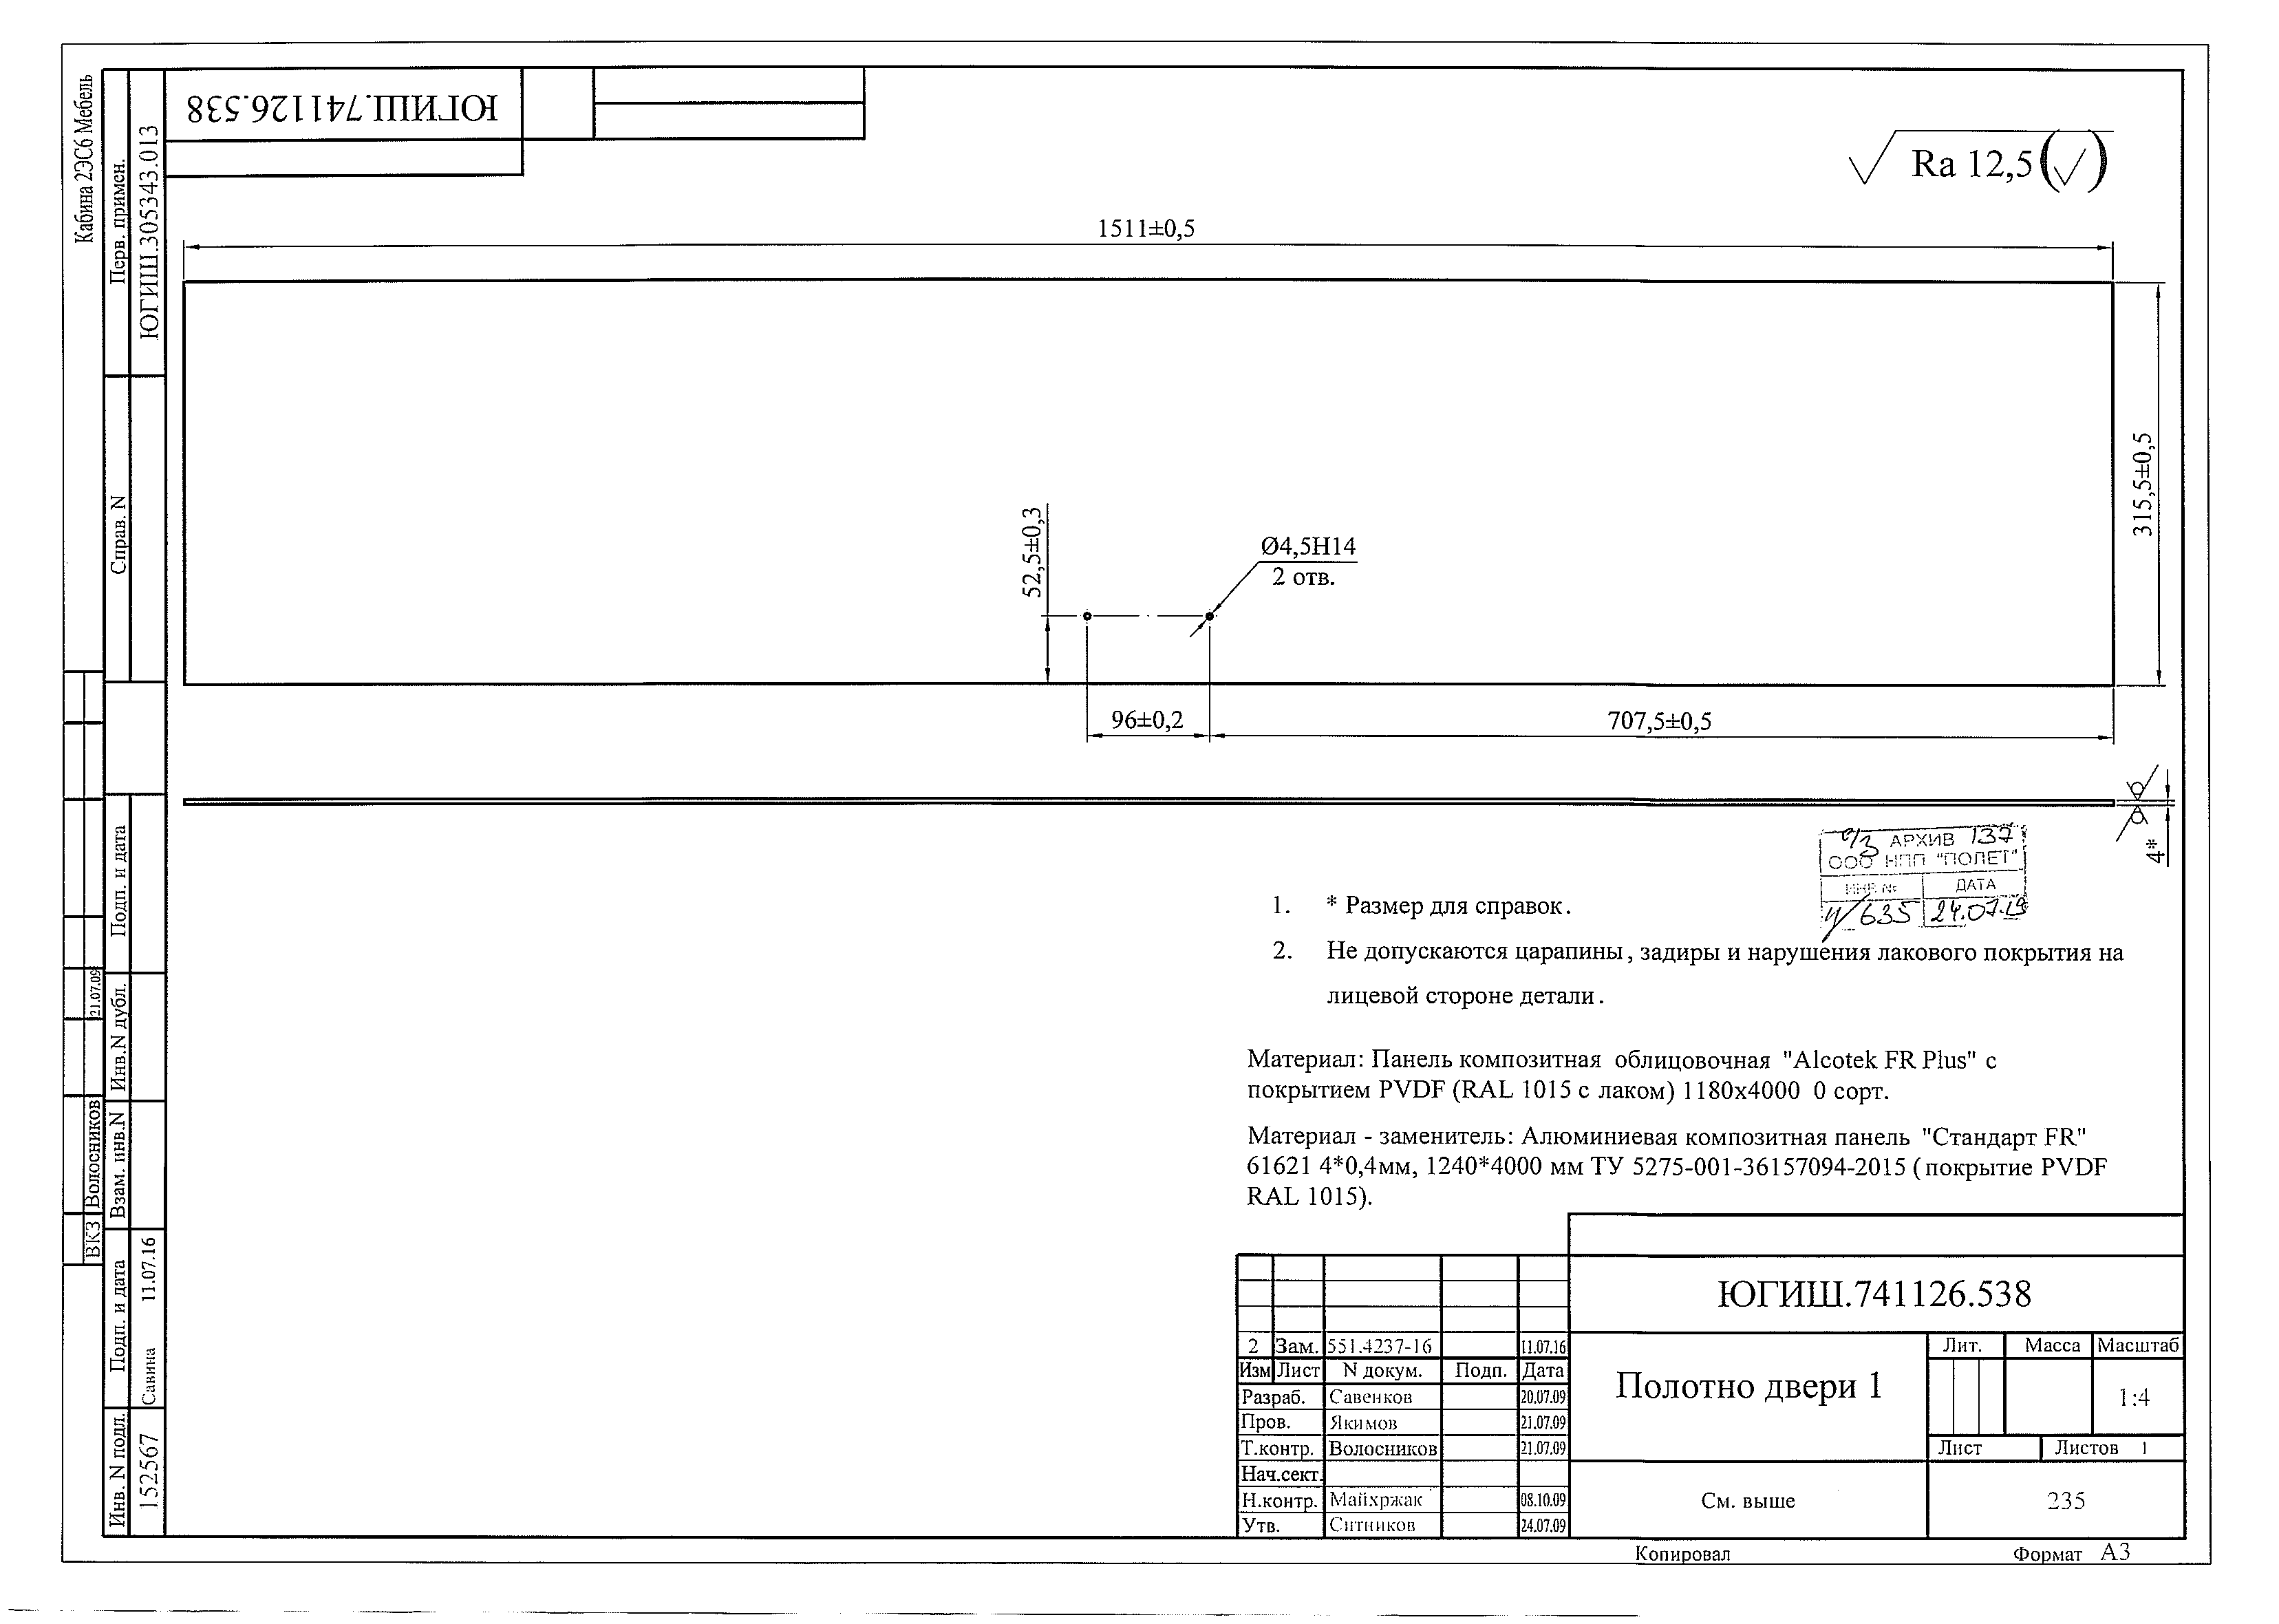 Кабина 2ЭС6 Мебель
Перв. примен.
ЮГИШ.305343.013
Справ. N
ЮГИШ.741126.538
Ra 12,5
1511±0,5
315,5±0,5
52,5±0,3
Ø4,5H14
2 отв.
96±0,2
707,5±0,5
4*
АРХИВ 137
ООО НПП "ПОЛЕТ"
ИНВ. № ДАТА
635 24.07.19
1. * Размер для справок.
2. Не допускаются царапины, задиры и нарушения лакового покрытия на
лицевой стороне детали.
Материал: Панель композитная облицовочная "Alcotek FR Plus" с
покрытием PVDF (RAL 1015 с лаком) 1180x4000 0 сорт.
Материал - заменитель: Алюминиевая композитная панель "Стандарт FR"
61621 4*0,4мм, 1240*4000 мм ТУ 5275-001-36157094-2015 (покрытие PVDF
RAL 1015).
Подп. и дата
Инв.N дубл.
21.07.09
Взам. инв.N
Волосников
ВКЗ
Подп. и дата
Савина 11.07.16
Инв. N подл.
152567
2 Зам. 551.4237-16 11.07.16
Изм Лист N докум. Подп. Дата
Разраб. Савенков 20.07.09
Пров. Якимов 21.07.09
Т.контр. Волосников 21.07.09
Нач.сект.
Н.контр. Майхржак 08.10.09
Утв. Ситников 24.07.09
ЮГИШ.741126.538
Полотно двери 1
Лит. Масса Масштаб
1:4
Лист Листов 1
См. выше
235
Копировал Формат А3